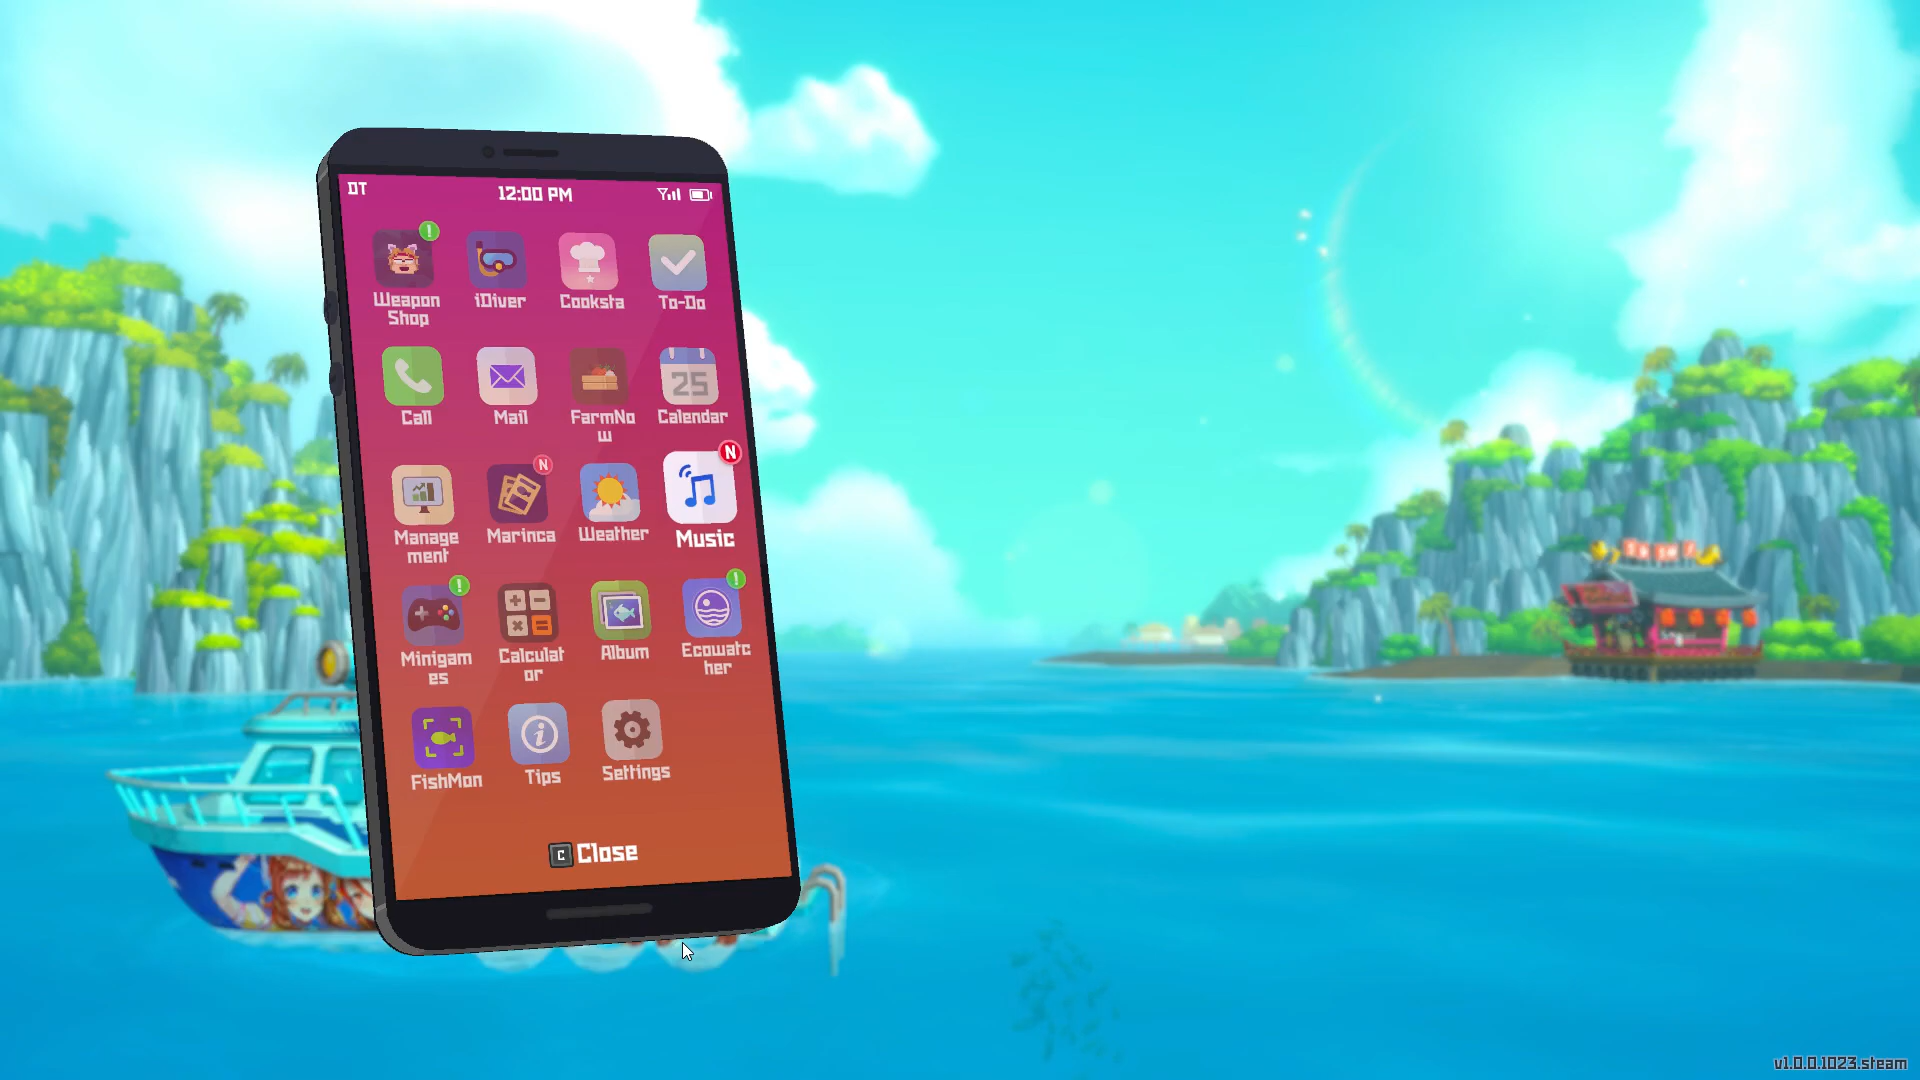 DT
12:00 PM
!
Weapon
Shop
iDiver
Cooksta
To-Do
Call
Mail
FarmNo
w
25
Calendar
N
N
Manage
ment
Marinca
Weather
Music
!
!
Minigam
es
Calculat
or
Album
Ecowatc
her
FishMon
Tips
Settings
C Close
v1.0.0.1023.steam